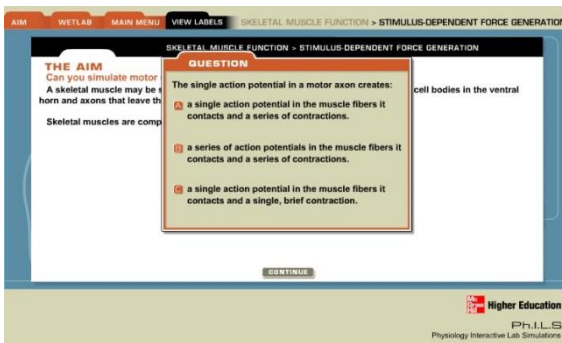 AIM WETLAB MAIN MENU VIEW LABELS SKELETAL MUSCLE FUNCTION > STIMULUS-DEPENDENT FORCE GENERATION
SKELETAL MUSCLE FUNCTION > STIMULUS-DEPENDENT FORCE GENERATION
THE AIM
Can you simulate motor
A skeletal muscle may be s
cell bodies in the ventral
horn and axons that leave th
Skeletal muscles are comp
QUESTION
The single action potential in a motor axon creates:
A a single action potential in the muscle fibers it
contacts and a series of contractions.
B a series of action potentials in the muscle fibers it
contacts and a series of contractions.
C a single action potential in the muscle fibers it
contacts and a single, brief contraction.
CONTINUE
Mc
Graw
Hill
Higher Education
Ph.I.L.S
Physiology Interactive Lab Simulations